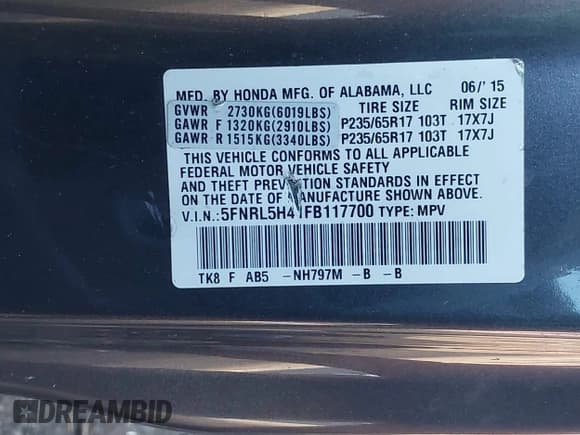 MFD. BY HONDA MFG. OF ALABAMA, LLC 06/'15
GVWR 2730KG(6019LBS) TIRE SIZE RIM SIZE
GAWR F 1320KG(2910LBS) P235/65R17 103T 17X7J
GAWR R 1515KG(3340LBS) P235/65R17 103T 17X7J
THIS VEHICLE CONFORMS TO ALL APPLICABLE
FEDERAL MOTOR VEHICLE SAFETY
AND THEFT PREVENTION STANDARDS IN EFFECT
ON THE DATE OF MANUFACTURE SHOWN ABOVE.
V.I.N.: 5FNRL5H41FB117700 TYPE: MPV
TK8 F AB5 -NH797M -B -B
DREAMBID